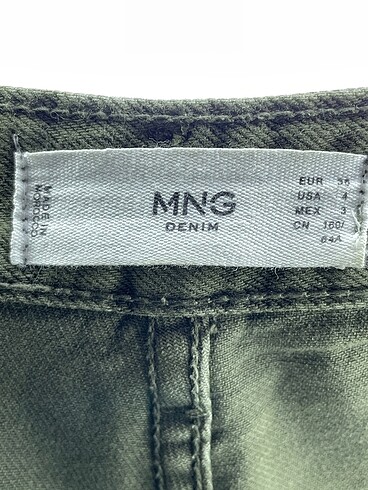 MADE IN
MOROCCO
MNG
DENIM
EUR 36
USA 4
MEX 3
CN 160/
64A